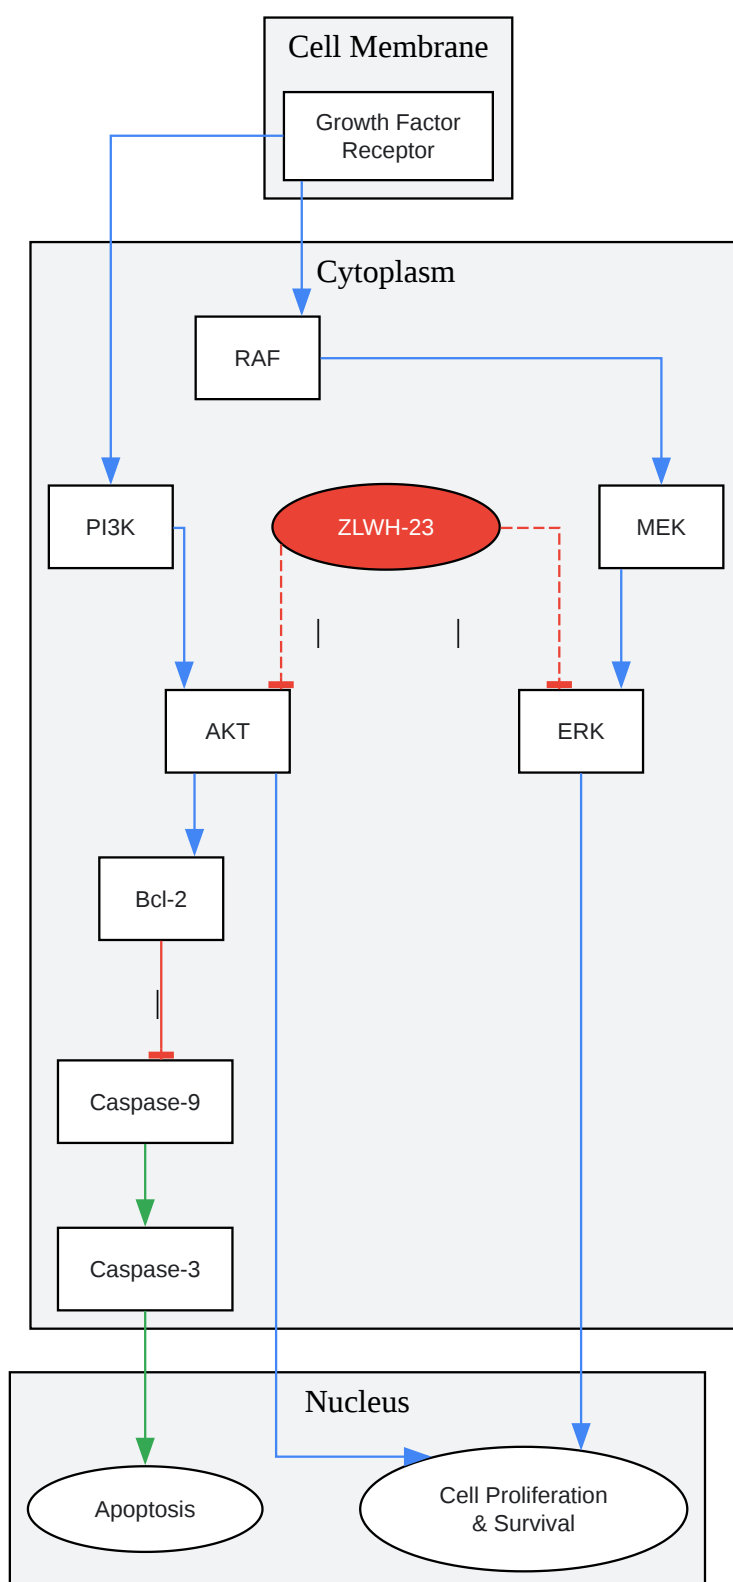 Cell Membrane
Growth Factor
Receptor
Cytoplasm
RAF
PI3K
ZLWH-23
MEK
|
|
AKT
ERK
Bcl-2
|
Caspase-9
Caspase-3
Nucleus
Apoptosis
Cell Proliferation
& Survival